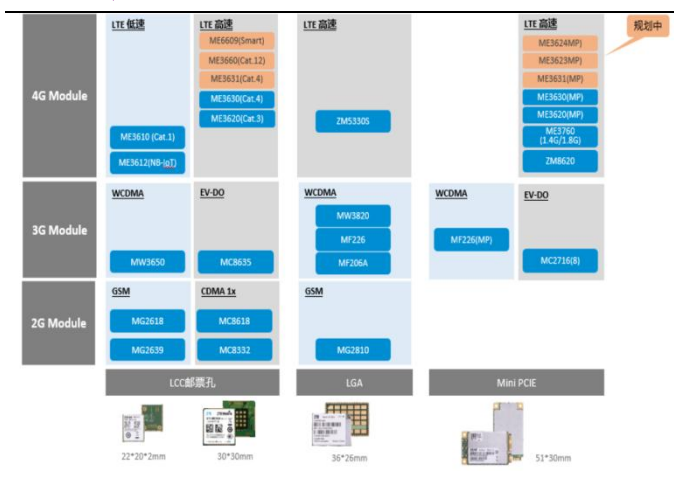 LTE 低速
LTE 高速
LTE 高速
LTE 高速
规划中
4G Module
ME6609(Smart)
ME3660(Cat.12)
ME3631(Cat.4)
ME3630(Cat.4)
ME3620(Cat.3)
ME3610 (Cat.1)
ME3612(NB-IoT)
ZM5330S
ME3624MP)
ME3623MP)
ME3631(MP)
ME3630(MP)
ME3620(MP)
ME3760
(1.4G/1.8G)
ZM8620
3G Module
WCDMA
EV-DO
WCDMA
WCDMA
EV-DO
MW3650
MC8635
MW3820
MF226
MF206A
MF226(MP)
MC2716(8)
2G Module
GSM
CDMA 1x
GSM
MG2618
MC8618
MG2639
MC8332
MG2810
LCC邮票孔
LGA
Mini PCIE
22*20*2mm
30*30mm
36*26mm
51*30mm